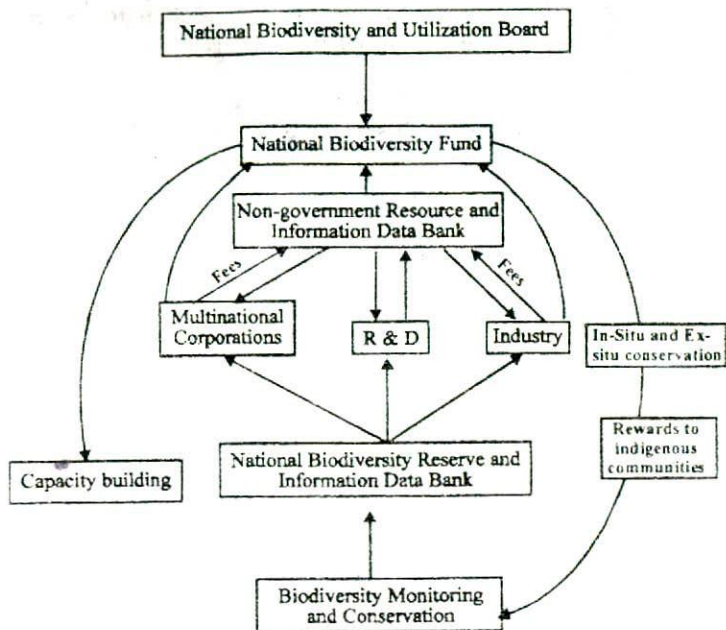 National Biodiversity and Utilization Board
National Biodiversity Fund
Non-government Resource and
Information Data Bank
Fees
Fees
Multinational
Corporations
R & D
Industry
In-Situ and Ex-
situ conservation
Rewards to
indigenous
communities
National Biodiversity Reserve and
Information Data Bank
Capacity building
Biodiversity Monitoring
and Conservation